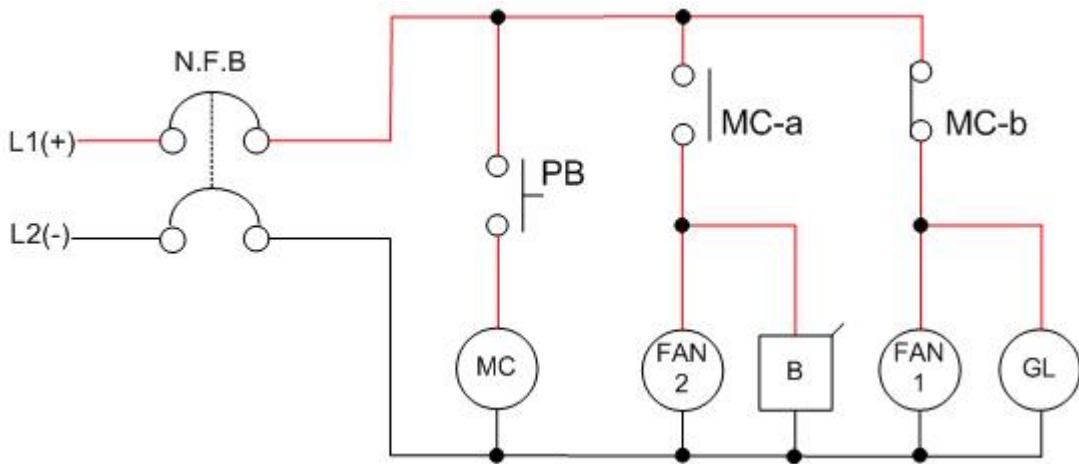 N.F.B
L1(+)
L2(-)
PB
MC-a
MC-b
MC
FAN
2
B
FAN
1
GL